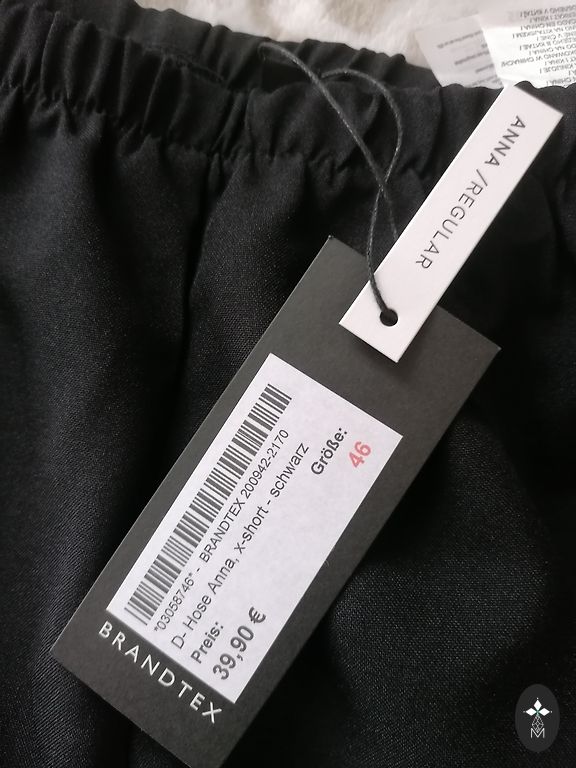 ANNA / REGULAR
*03058746* - BRANDTEX 200942-2170
D- Hose Anna, x-short - schwarz
Größe:
46
Preis:
39,90 €
BRANDTEX